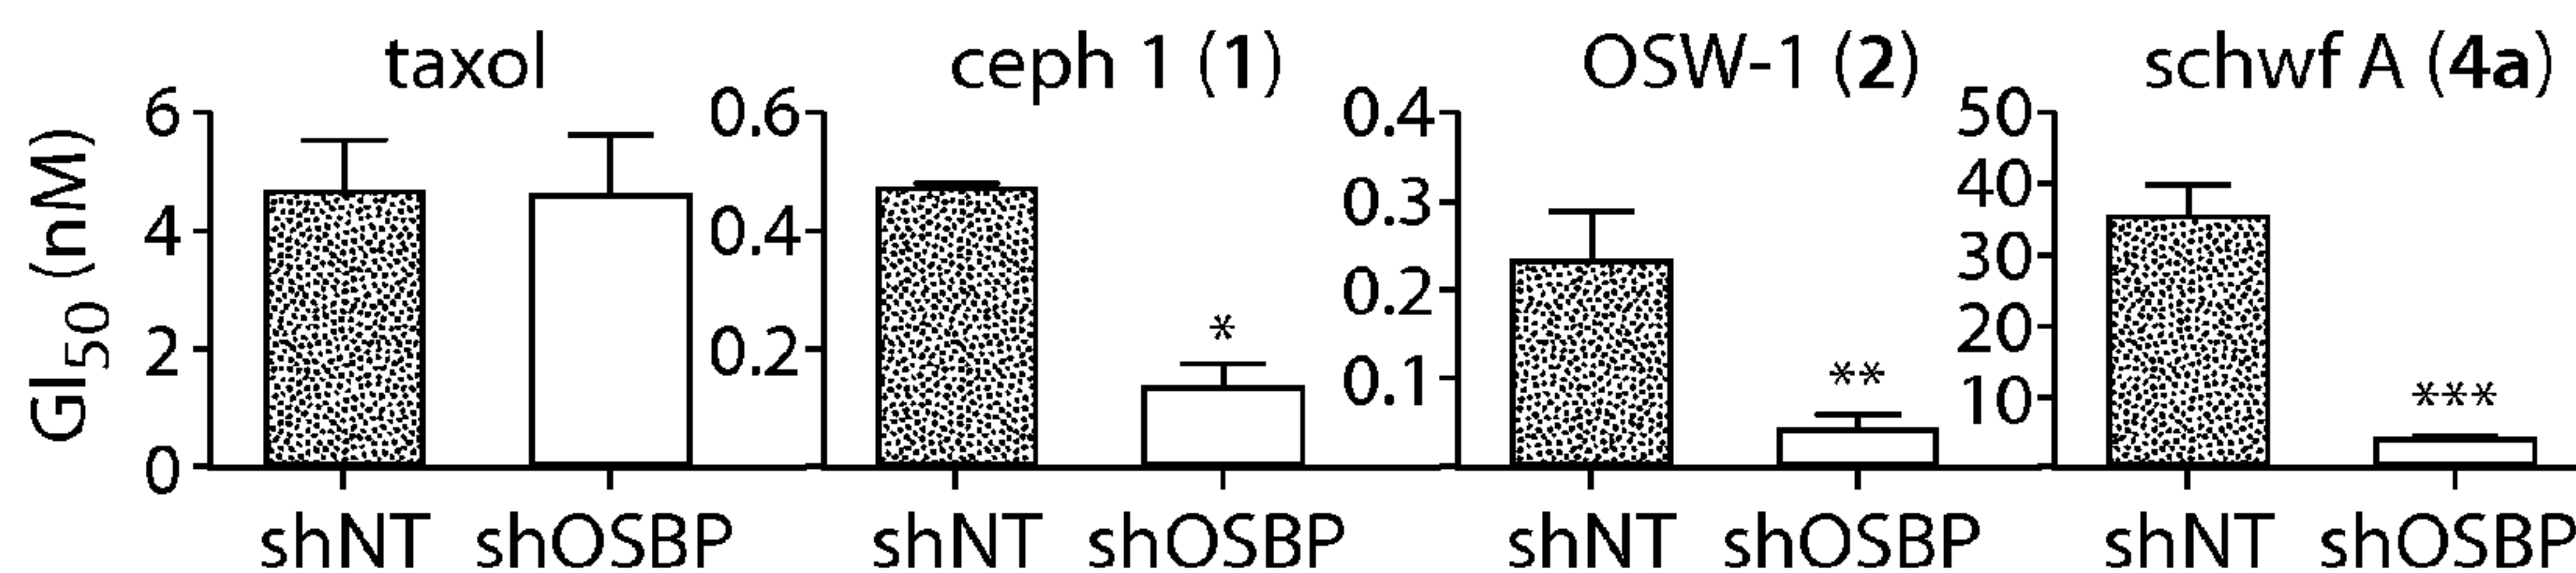 taxol
ceph 1 (1)
OSW-1 (2)
schwf A (4a)
GI50 (nM)
6
4
2
0
0.6
0.4
0.2
0.4
0.3
0.2
0.1
50
40
30
20
10
*
**
***
shNT shOSBP
shNT shOSBP
shNT shOSBP
shNT shOSBP